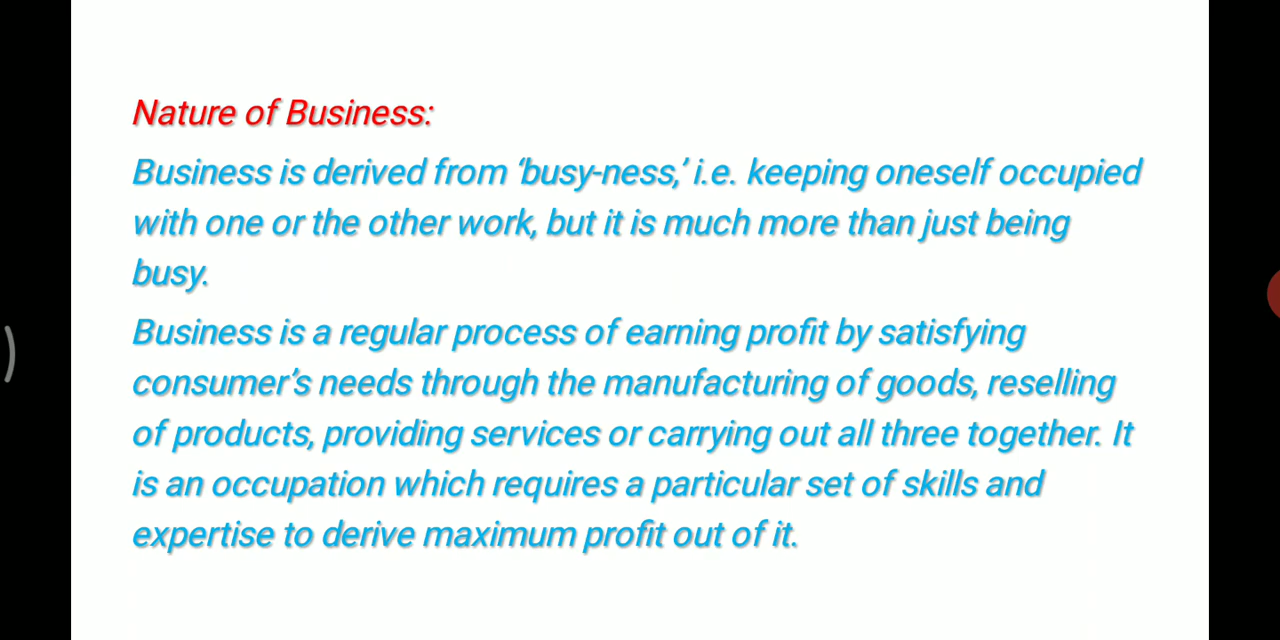 Nature of Business:
Business is derived from ‘busy-ness,’ i.e. keeping oneself occupied
with one or the other work, but it is much more than just being
busy.
Business is a regular process of earning profit by satisfying
consumer’s needs through the manufacturing of goods, reselling
of products, providing services or carrying out all three together. It
is an occupation which requires a particular set of skills and
expertise to derive maximum profit out of it.